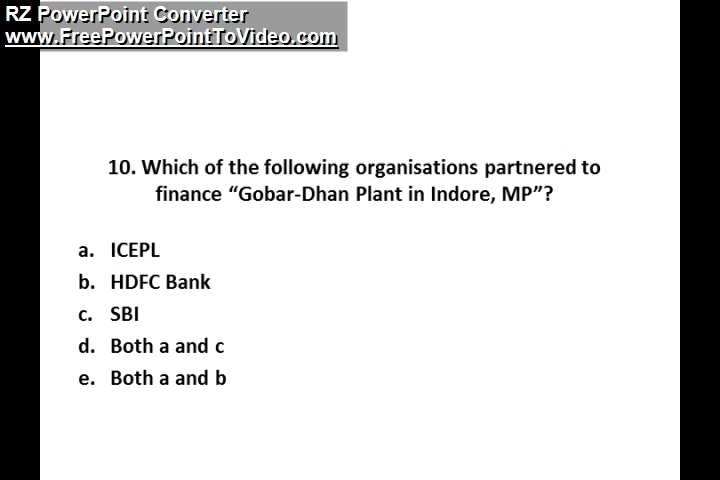 RZ PowerPoint Converter
www.FreePowerPointToVideo.com
10. Which of the following organisations partnered to
finance “Gobar-Dhan Plant in Indore, MP”?
a. ICEPL
b. HDFC Bank
c. SBI
d. Both a and c
e. Both a and b